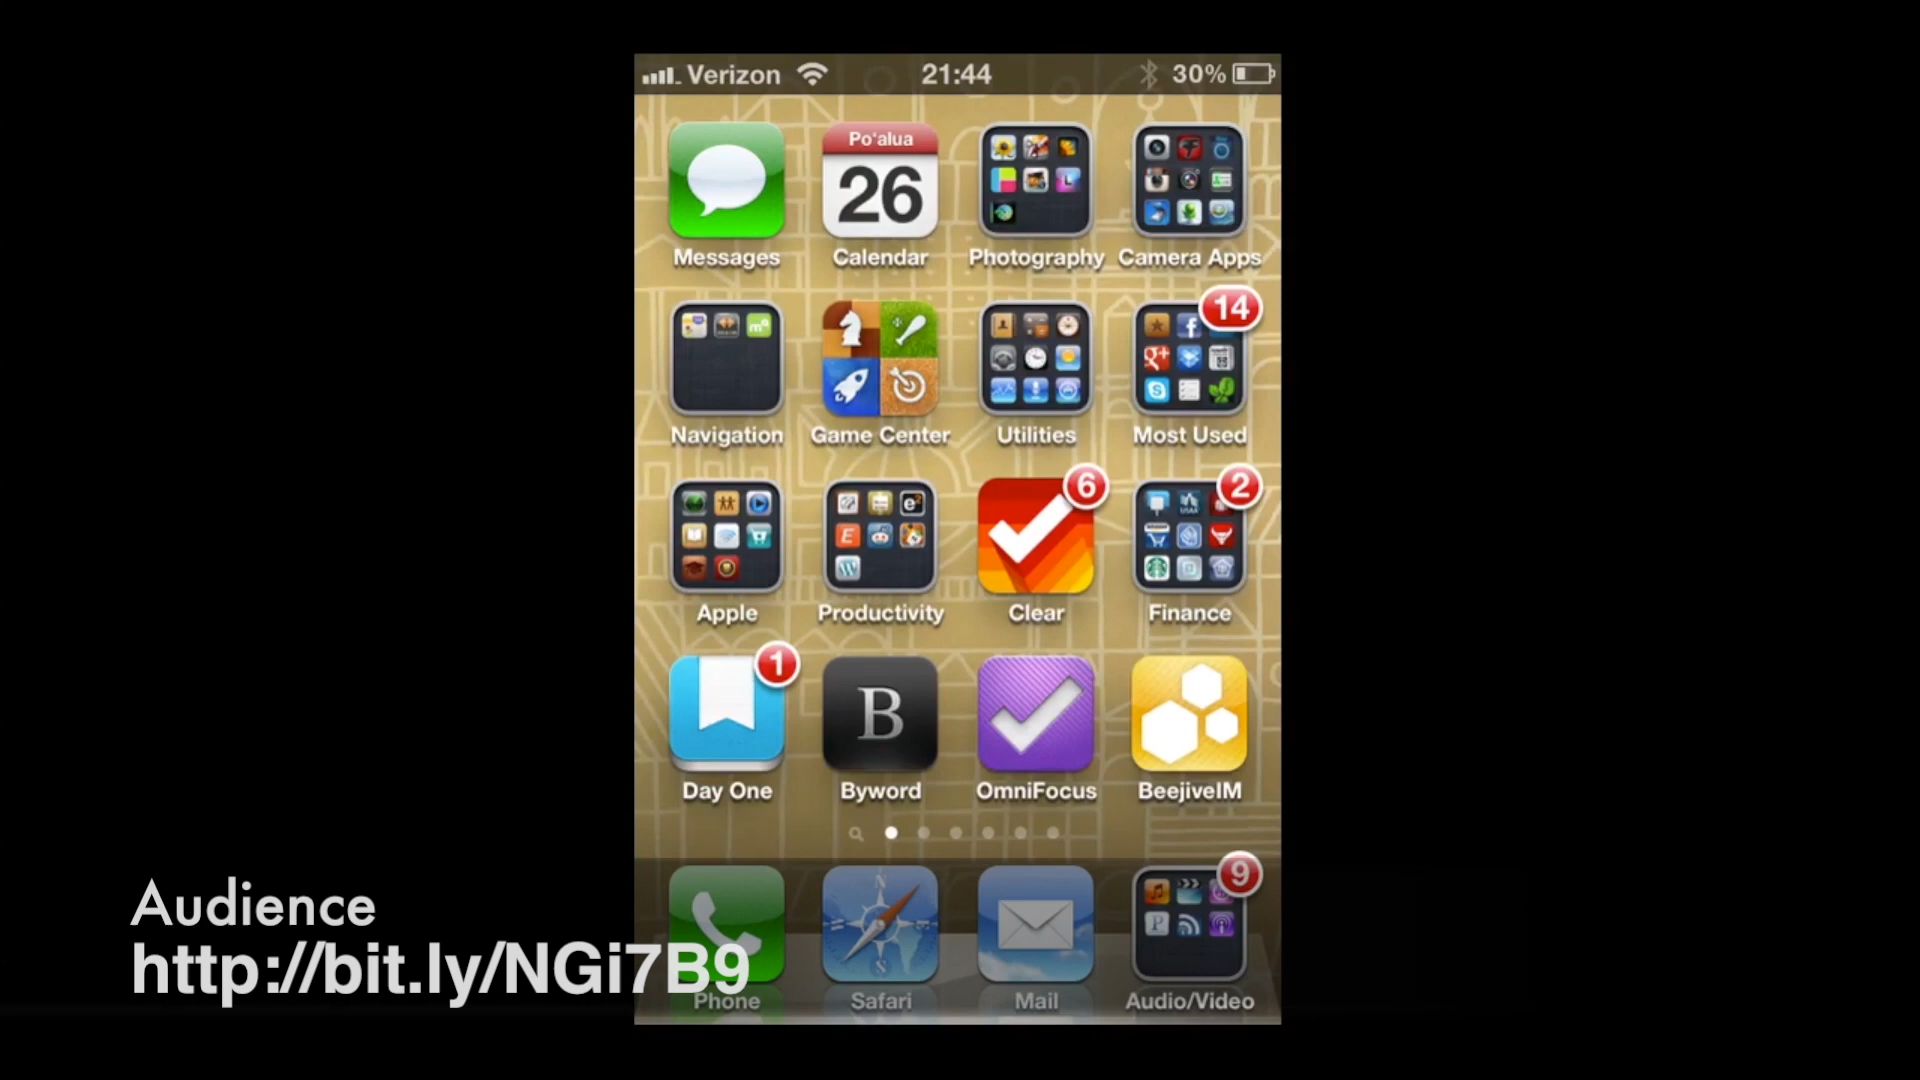 Verizon 21:44 30%
Po'alua
26
Messages Calendar Photography Camera Apps
14
Navigation Game Center Utilities Most Used
6 2
Apple Productivity Clear Finance
1
B
Day One Byword OmniFocus BeejiveIM
9
Phone Safari Mail Audio/Video
Audience
http://bit.ly/NGi7B9